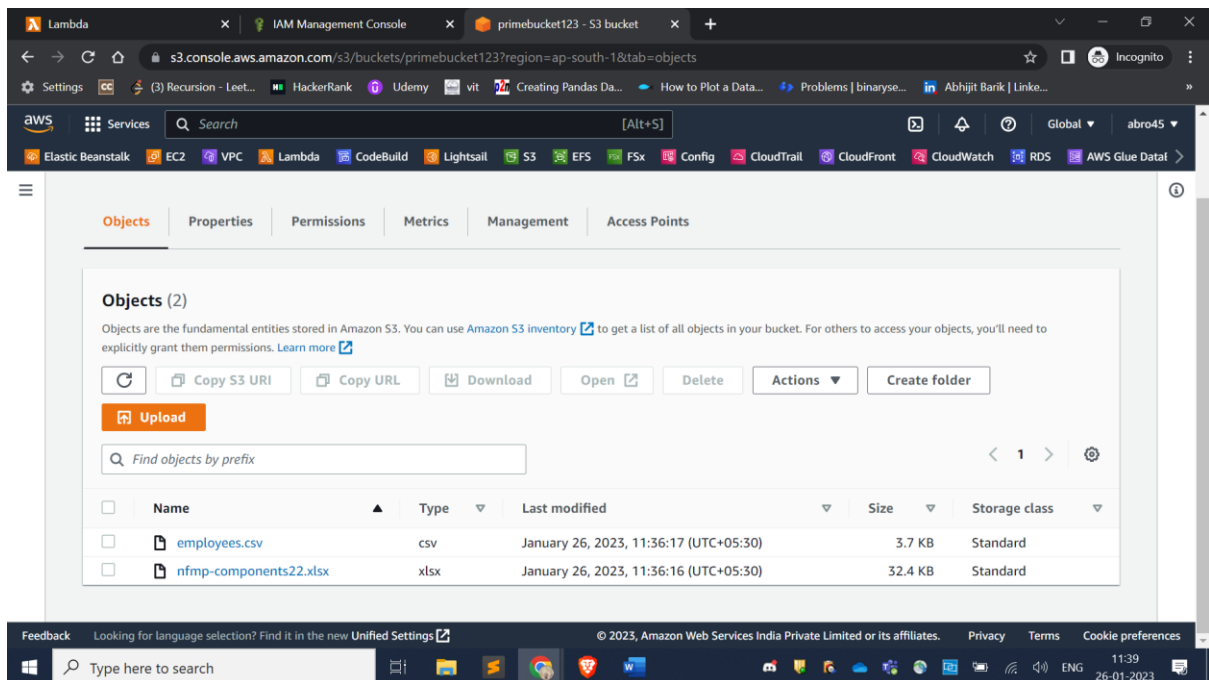 Lambda IAM Management Console primebucket123 - S3 bucket
s3.console.aws.amazon.com/s3/buckets/primebucket123?region=ap-south-1&tab=objects Incognito
Settings CC (3) Recursion - Leet... HackerRank Udemy vit Creating Pandas Da... How to Plot a Data... Problems | binaryse... Abhijit Barik | Linke... »
aws Services Search [Alt+S] Global abro45
Elastic Beanstalk EC2 VPC Lambda CodeBuild Lightsail S3 EFS FSx Config CloudTrail CloudFront CloudWatch RDS AWS Glue DataB
Objects Properties Permissions Metrics Management Access Points
Objects (2)
Objects are the fundamental entities stored in Amazon S3. You can use Amazon S3 inventory to get a list of all objects in your bucket. For others to access your objects, you'll need to
explicitly grant them permissions. Learn more
Copy S3 URI Copy URL Download Open Delete Actions Create folder
Upload
Find objects by prefix 1
Name Type Last modified Size Storage class
employees.csv csv January 26, 2023, 11:36:17 (UTC+05:30) 3.7 KB Standard
nfmp-components22.xlsx xlsx January 26, 2023, 11:36:16 (UTC+05:30) 32.4 KB Standard
Feedback Looking for language selection? Find it in the new Unified Settings © 2023, Amazon Web Services India Private Limited or its affiliates. Privacy Terms Cookie preferences
Type here to search ENG 11:39
26-01-2023